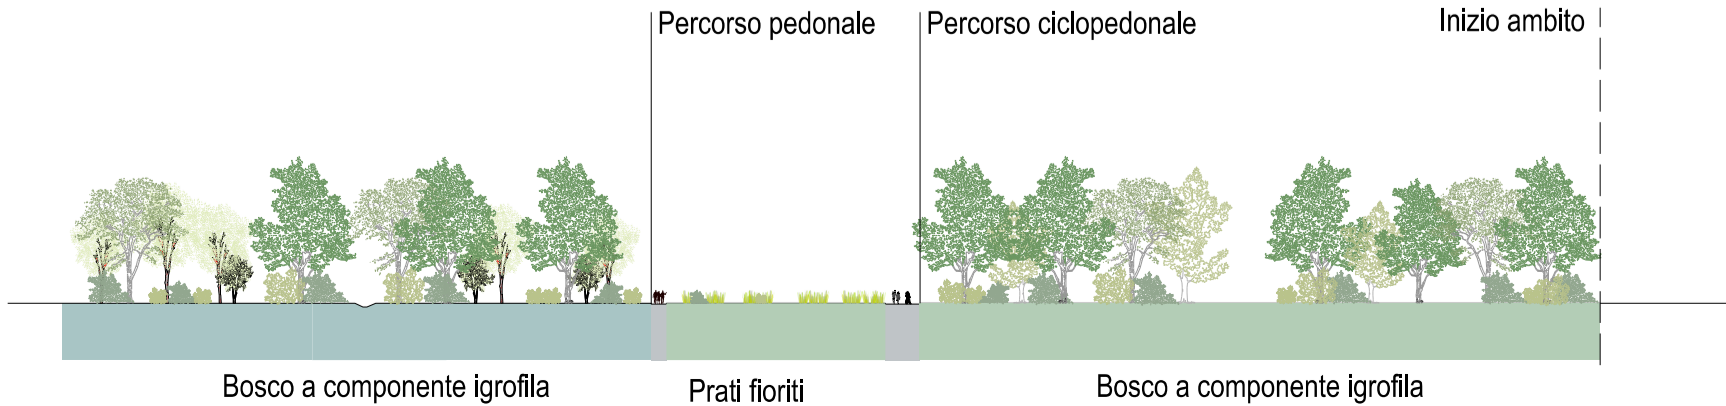 Percorso pedonale
Percorso ciclopedonale
Inizio ambito
Bosco a componente igrofila
Prati fioriti
Bosco a componente igrofila